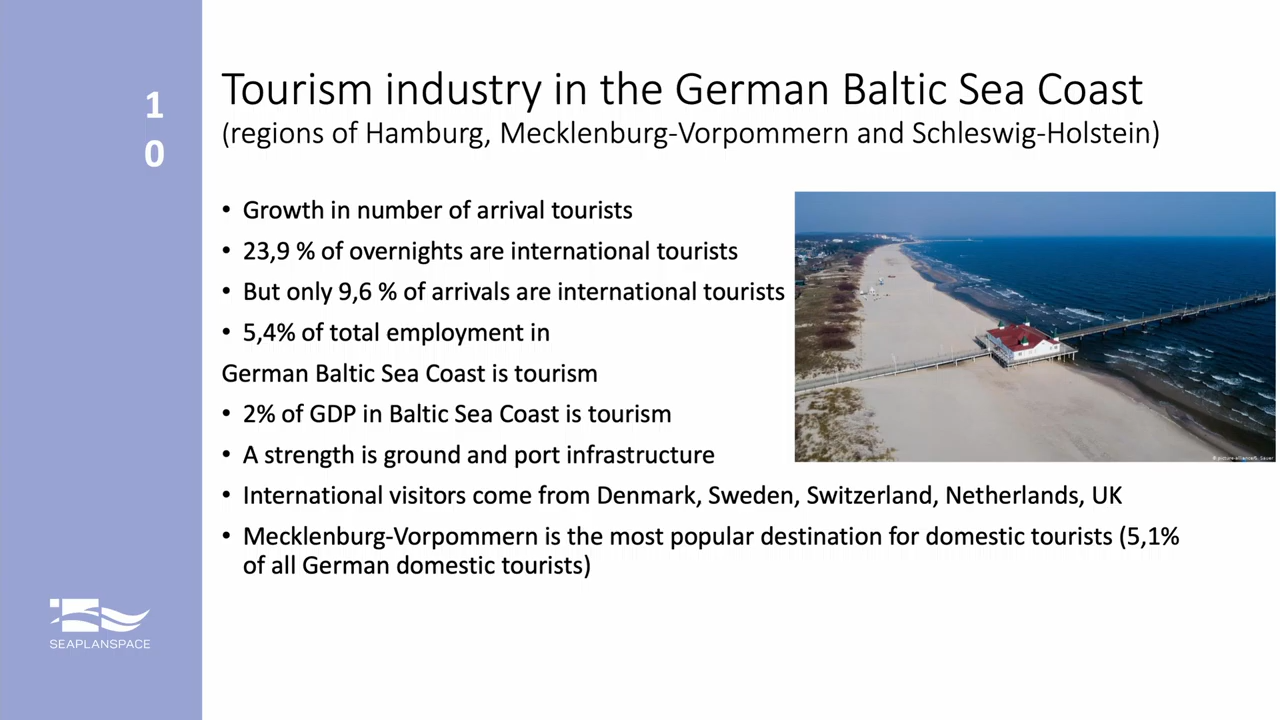 1
0
Tourism industry in the German Baltic Sea Coast
(regions of Hamburg, Mecklenburg-Vorpommern and Schleswig-Holstein)
• Growth in number of arrival tourists
• 23,9 % of overnights are international tourists
• But only 9,6 % of arrivals are international tourists
• 5,4% of total employment in
German Baltic Sea Coast is tourism
• 2% of GDP in Baltic Sea Coast is tourism
• A strength is ground and port infrastructure
• International visitors come from Denmark, Sweden, Switzerland, Netherlands, UK
• Mecklenburg-Vorpommern is the most popular destination for domestic tourists (5,1%
of all German domestic tourists)
SEAPLANSPACE